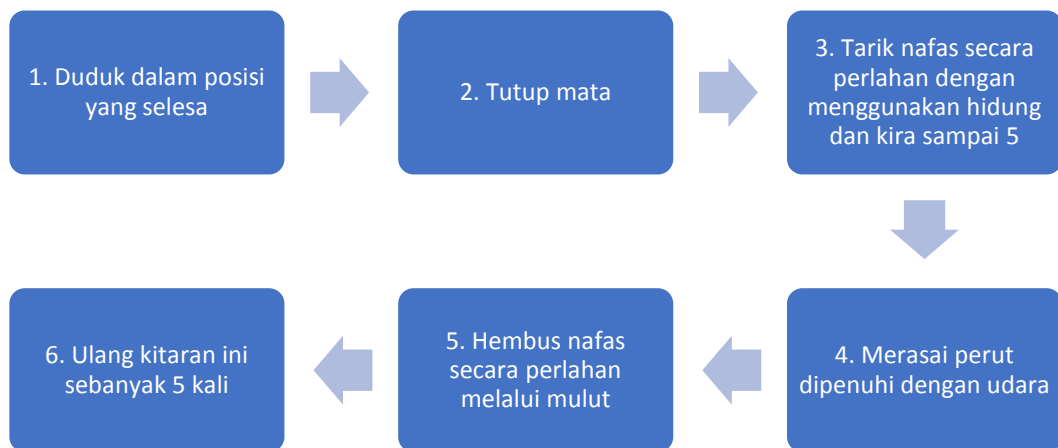 1. Duduk dalam posisi
yang selesa
2. Tutup mata
3. Tarik nafas secara
perlahan dengan
menggunakan hidung
dan kira sampai 5
4. Merasai perut
dipenuhi dengan udara
5. Hembus nafas
secara perlahan
melalui mulut
6. Ulang kitaran ini
sebanyak 5 kali